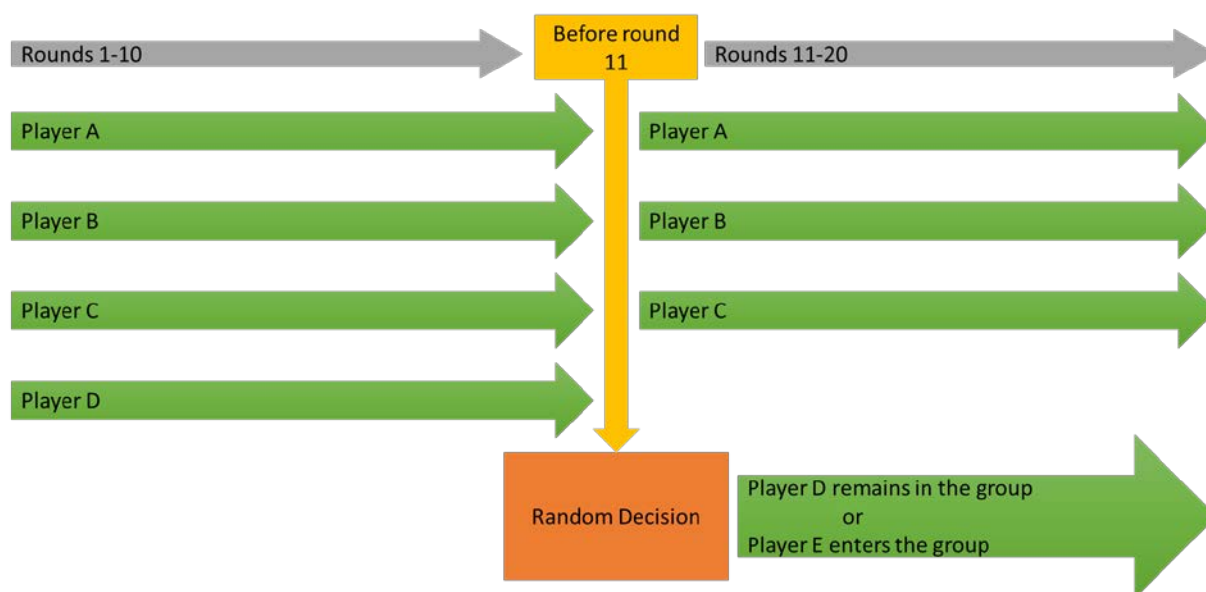 Rounds 1-10
Before round
11
Rounds 11-20
Player A
Player A
Player B
Player B
Player C
Player C
Player D
Random Decision
Player D remains in the group
or
Player E enters the group